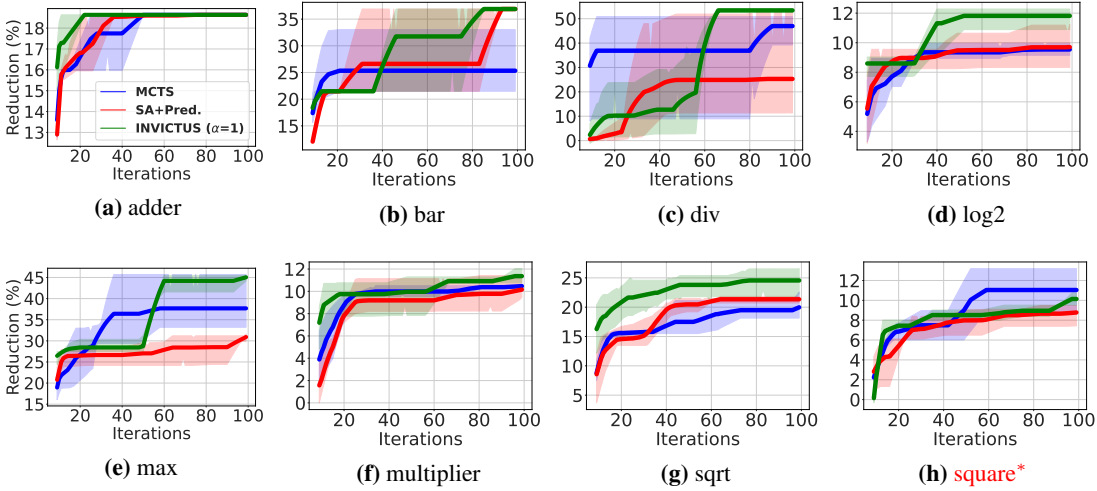 Reduction (%)
18
17
16
15
14
13
MCTS
SA+Pred.
INVICTUS (α=1)
20 40 60 80 100
Iterations
(a) adder
35
30
25
20
15
20 40 60 80 100
Iterations
(b) bar
50
40
30
20
10
0
20 40 60 80 100
Iterations
(c) div
12
10
8
6
4
20 40 60 80 100
Iterations
(d) log2
Reduction (%)
45
40
35
30
25
20
15
20 40 60 80 100
Iterations
(e) max
12
10
8
6
4
2
0
20 40 60 80 100
Iterations
(f) multiplier
25
20
15
10
5
20 40 60 80 100
Iterations
(g) sqrt
12
10
8
6
4
2
0
20 40 60 80 100
Iterations
(h) square*